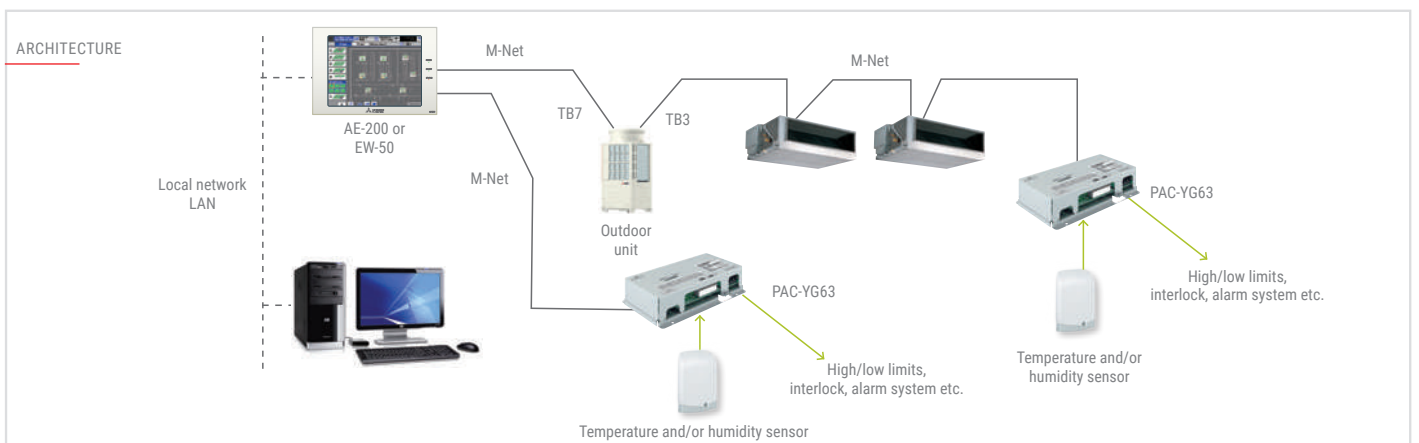 ARCHITECTURE
M-Net
M-Net
TB7
TB3
AE-200 or
EW-50
M-Net
Local network
LAN
PAC-YG63
Outdoor
unit
High/low limits,
interlock, alarm system etc.
PAC-YG63
Temperature and/or
humidity sensor
High/low limits,
interlock, alarm system etc.
Temperature and/or humidity sensor